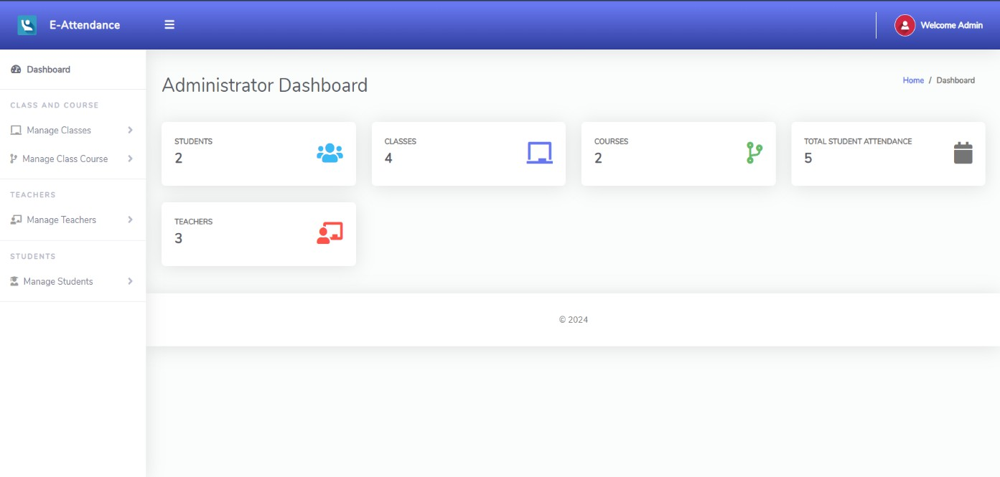 E-Attendance
Welcome Admin
Dashboard
CLASS AND COURSE
Manage Classes
Manage Class Course
TEACHERS
Manage Teachers
STUDENTS
Manage Students
Administrator Dashboard
Home / Dashboard
STUDENTS
2
CLASSES
4
COURSES
2
TOTAL STUDENT ATTENDANCE
5
TEACHERS
3
© 2024